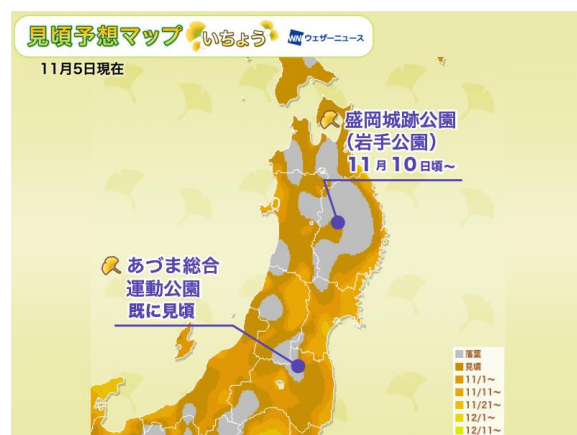 見頃予想マップ いちょう ウェザーニュース
11月5日現在
盛岡城跡公園
(岩手公園)
11月10日頃~
あづま総合
運動公園
既に見頃
落葉
見頃
11/1~
11/11~
11/21~
12/1~
12/11~